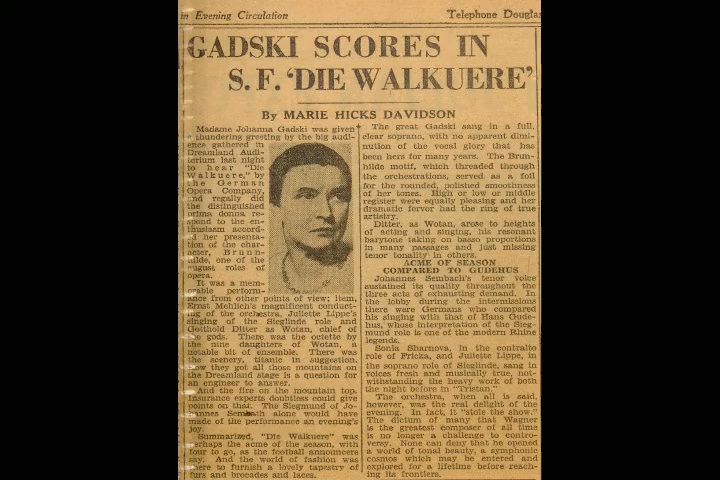 in Evening Circulation
Telephone Douglas
GADSKI SCORES IN
S. F. 'DIE WALKUERE'
By MARIE HICKS DAVIDSON
Madame Johanna Gadski was given
a thundering greeting by the big audi-
ence gathered in
Dreamland Audi-
torium last night
to hear "Die
Walkuere," by
the German
Opera Company,
and regally did
the distinguished
prima donna re-
spond to the en-
thusiasm accord-
ed her presenta-
tion of the char-
acter, Brunn-
hilde, one of the
august roles of
opera.
It was a mem-
orable perform-
ance from other points of view; item,
Ernst Mehlich's magnificent conduct-
ing of the orchestra, Juliette Lippe's
singing of the Sieglinde role and
Gotthold Ditter as Wotan, chief of
the gods. There was the octette by
the nine daughters of Wotan, a
notable bit of ensemble. There was
the scenery, titanic in suggestion.
How they got all those mountains on
the Dreamland stage is a question for
an engineer to answer.
And the fire on the mountain top.
Insurance experts doubtless could give
points on that. The Siegmund of Jo-
hannes Sembath alone would have
made of the performance an evening's
joy.
Summarized, "Die Walkuere" was
perhaps the acme of the season, with
four to go, as the football announcers
say. And the world of fashion was
there to furnish a lovely tapestry of
furs and brocades and laces.
The great Gadski sang in a full,
clear soprano, with no apparent dimi-
nution of the vocal glory that has
been hers for many years. The Brun-
hilde motif, which threaded through
the orchestrations, served as a foil
for the rounded, polished smoothness
of her tones. High or low or middle
register were equally pleasing and her
dramatic fervor had the ring of true
artistry.
Ditter, as Wotan, arose to heights
of acting and singing, his resonant
barytone taking on basso proportions
in many passages and just missing
tenor tonality in others.
ACME OF SEASON
COMPARED TO GUDEHUS
Johannes Sembach's tenor voice
sustained its quality throughout the
three acts of exhausting demand. In
the lobby during the intermissions
there were Germans who compared
his singing with that of Hans Gude-
hus, whose interpretation of the Sieg-
mund role is one of the modern Rhine
legends.
Sonia Sharnova, in the contralto
role of Fricka, and Juliette Lippe, in
the soprano role of Sieglinde, sang in
voices fresh and musically true, not-
withstanding the heavy work of both
the night before in "Tristan."
The orchestra, when all is said,
however, was the real delight of the
evening. In fact, it "stole the show."
The dictum of many that Wagner
is the greatest composer of all time
is no longer a challenge to contro-
versy. None can deny that he opened
a world of tonal beauty, a symphonic
cosmos which may be entered and
explored for a lifetime before reach-
ing its frontiers.